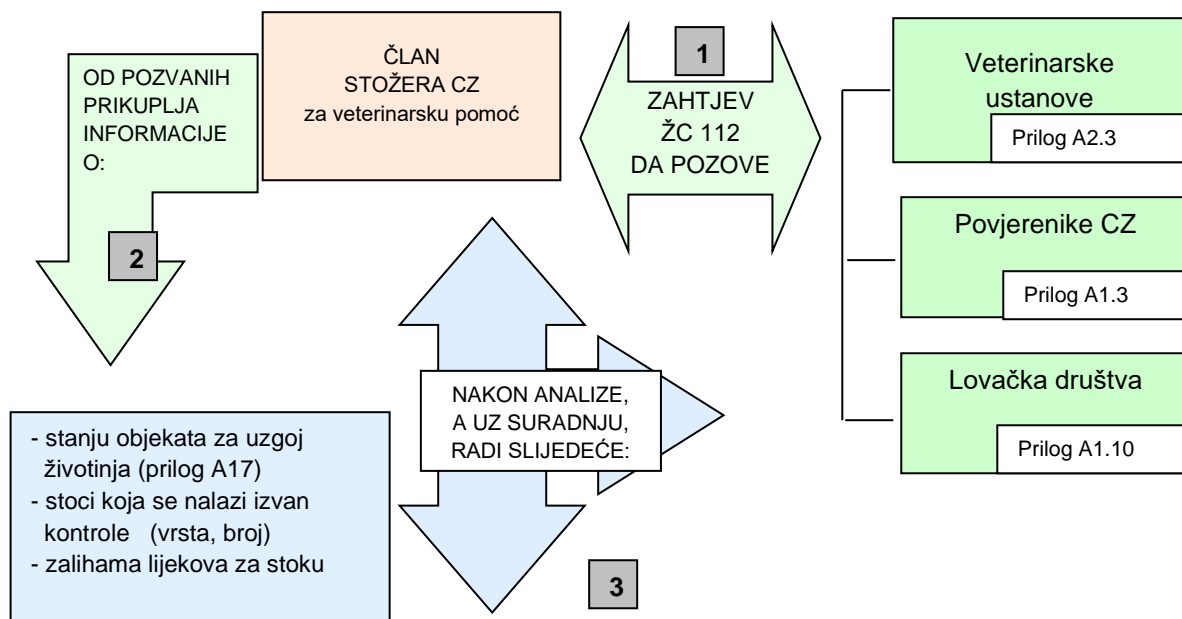 OD POZVANIH
PRIKUPLJA
INFORMACIJE
O:
2
ČLAN
STOŽERA CZ
za veterinarsku pomoć
1
ZAHTJEV
ŽC 112
DA POZOVE
Veterinarske
ustanove
Prilog A2.3
Povjerenike CZ
Prilog A1.3
Lovačka društva
Prilog A1.10
NAKON ANALIZE,
A UZ SURADNJU,
RADI SLIJEDEĆE:
3
- stanju objekata za uzgoj
životinja (prilog A17)
- stoci koja se nalazi izvan
kontrole (vrsta, broj)
- zalihama lijekova za stoku